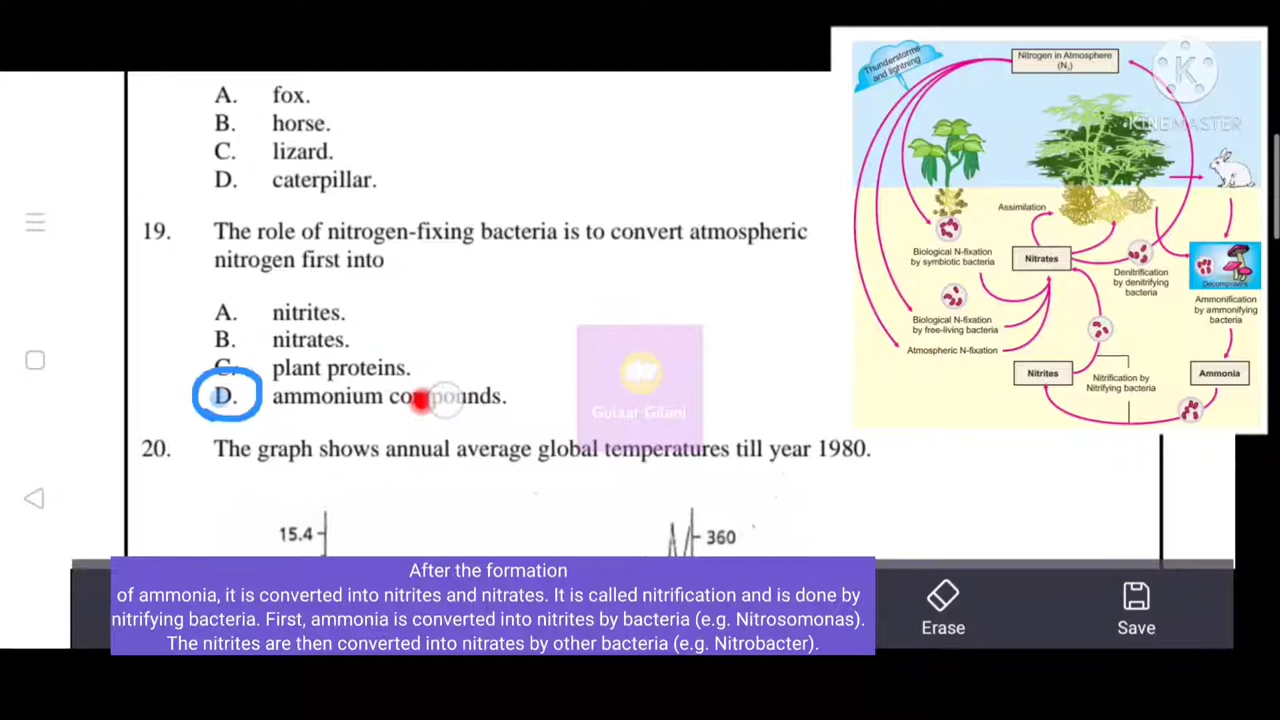 A. fox.
B. horse.
C. lizard.
D. caterpillar.
19. The role of nitrogen-fixing bacteria is to convert atmospheric
nitrogen first into
A. nitrites.
B. nitrates.
C. plant proteins.
D. ammonium compounds.
20. The graph shows annual average global temperatures till year 1980.
15.4
360
Gulaar Gilani
Thunderstorms
and lightning
Nitrogen in Atmosphere
(N₂)
KINEMASTER
Assimilation
Biological N-fixation
by symbiotic bacteria
Nitrates
Denitrification
by denitrifying
bacteria
Decomposers
Ammonification
by ammonifying
bacteria
Biological N-fixation
by free-living bacteria
Atmospheric N-fixation
Nitrites
Nitrification by
Nitrifying bacteria
Ammonia
After the formation
of ammonia, it is converted into nitrites and nitrates. It is called nitrification and is done by
nitrifying bacteria. First, ammonia is converted into nitrites by bacteria (e.g. Nitrosomonas).
The nitrites are then converted into nitrates by other bacteria (e.g. Nitrobacter).
Erase
Save